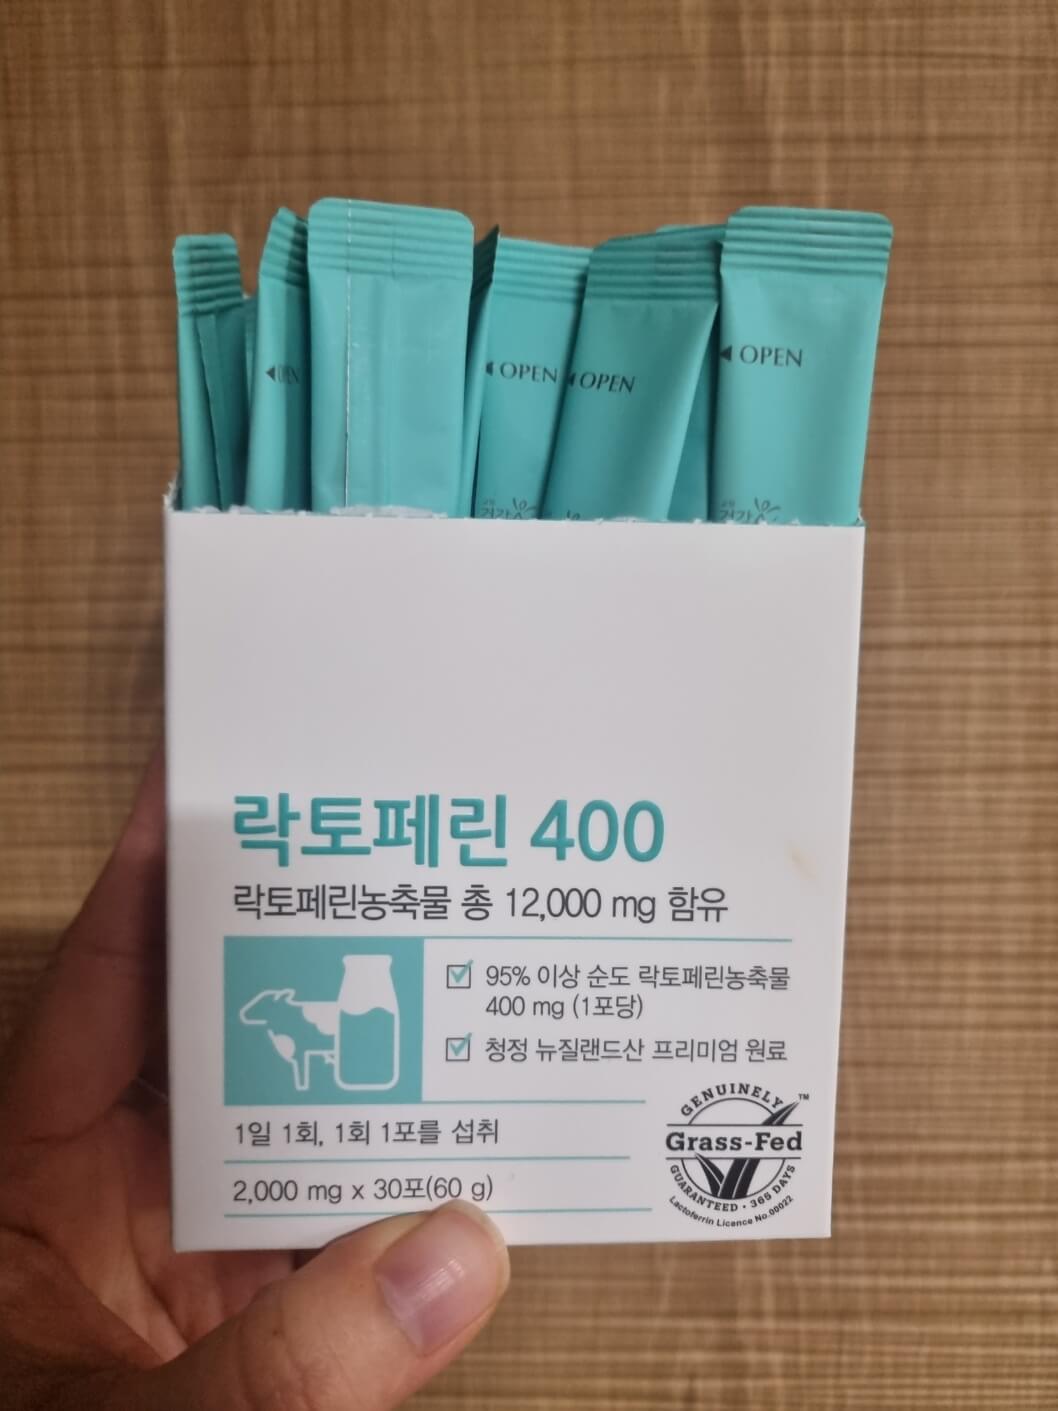 OPEN
OPEN
OPEN
건강
락토페린 400
락토페린농축물 총 12,000 mg 함유
95% 이상 순도 락토페린농축물
400 mg (1포당)
청정 뉴질랜드산 프리미엄 원료
1일 1회, 1회 1포를 섭취
2,000 mg x 30포(60 g)
GENUINELY TM
Grass-Fed
GUARANTEED · 365 DAYS
Lactoferrin Licence No.00022